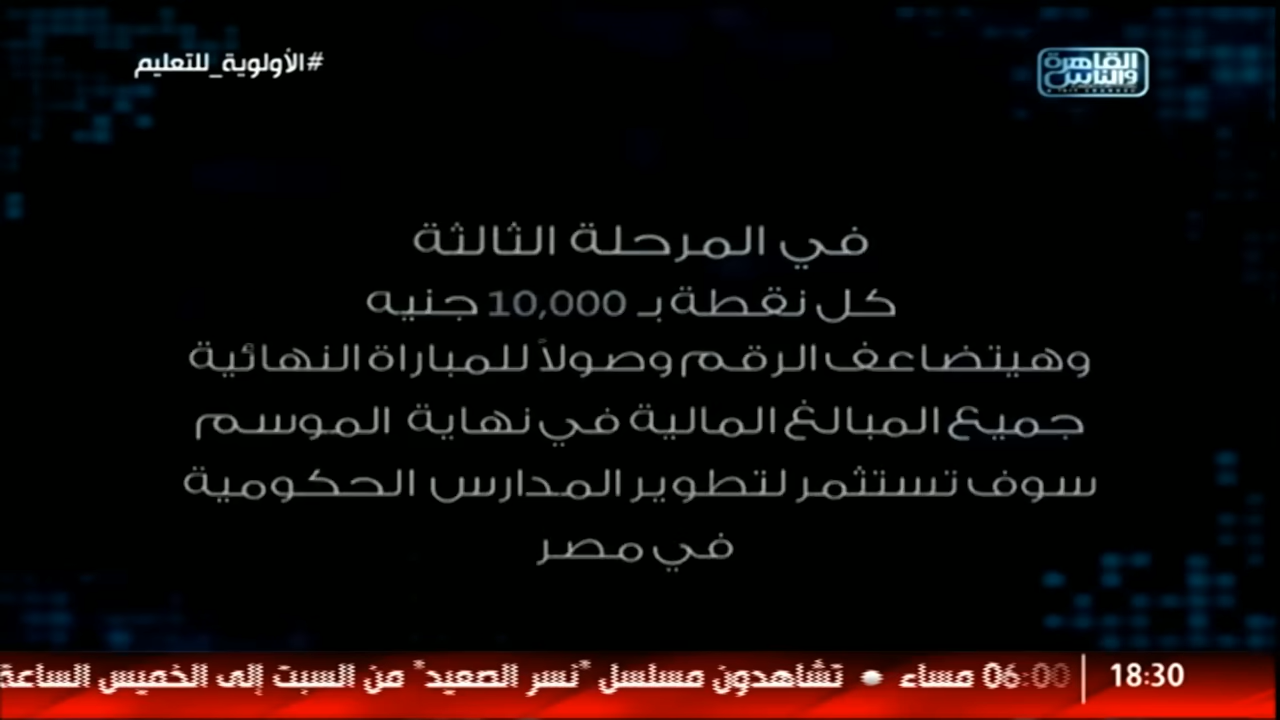 #الأولوية_للتعليم
القاهرة
والناس
في المرحلة الثالثة
كل نقطة بـ 10,000 جنيه
وهيتضاعف الرقم وصولاً للمباراة النهائية
جميع المبالغ المالية في نهاية الموسم
سوف تستثمر لتطوير المدارس الحكومية
في مصر
18:30
06:00 مساء • تشاهدون مسلسل "نسر الصعيد" من السبت إلى الخميس الساعة